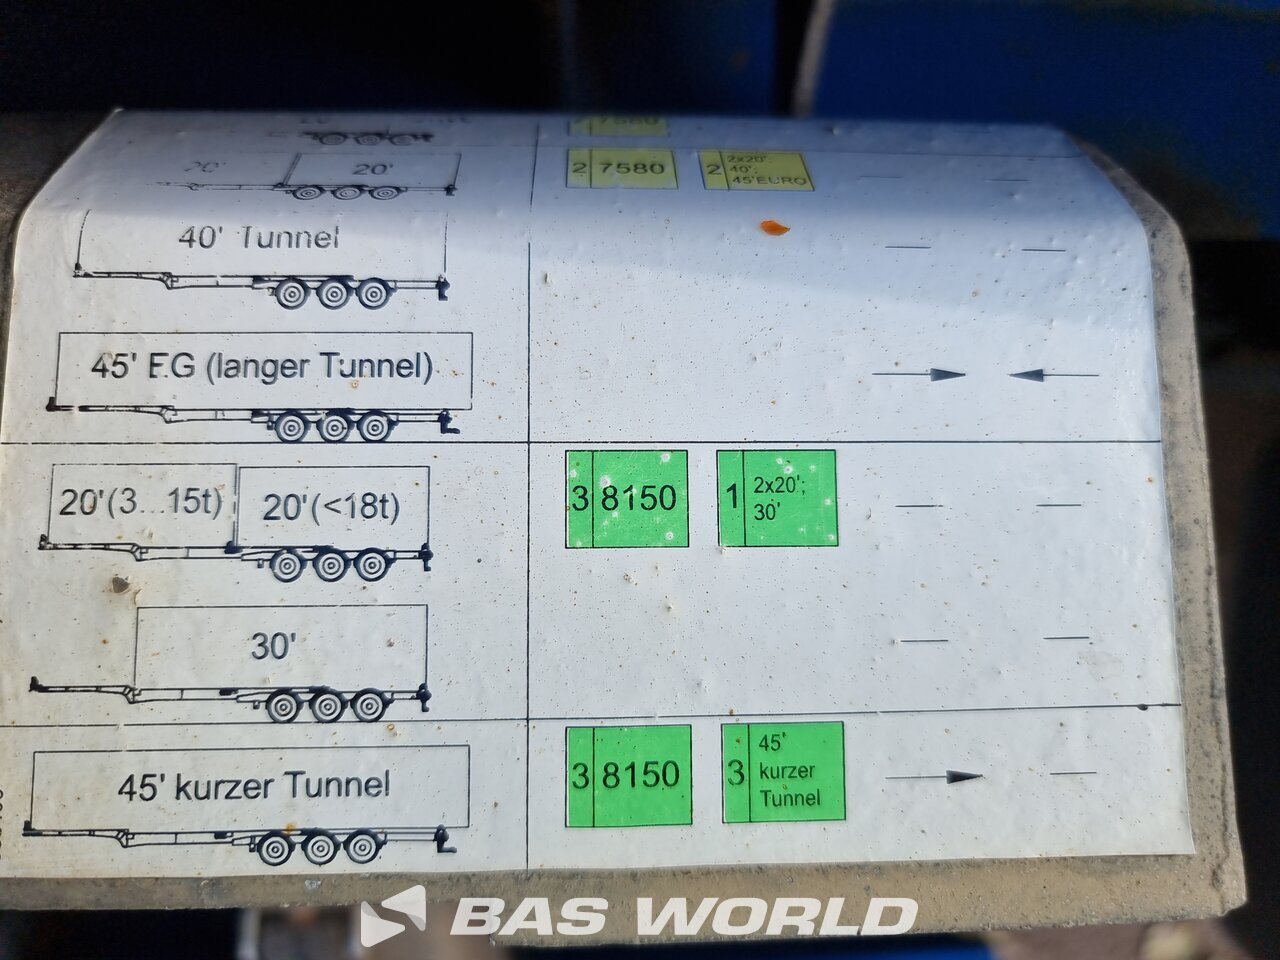 7580
20'
20'
2 7580
2
2x20';
40';
45'EURO
40' Tunnel
45' EG (langer Tunnel)
20'(3...15t)
20'(<18t)
3 8150
1
2x20';
30'
30'
45' kurzer Tunnel
3 8150
3
45'
kurzer
Tunnel
BAS WORLD